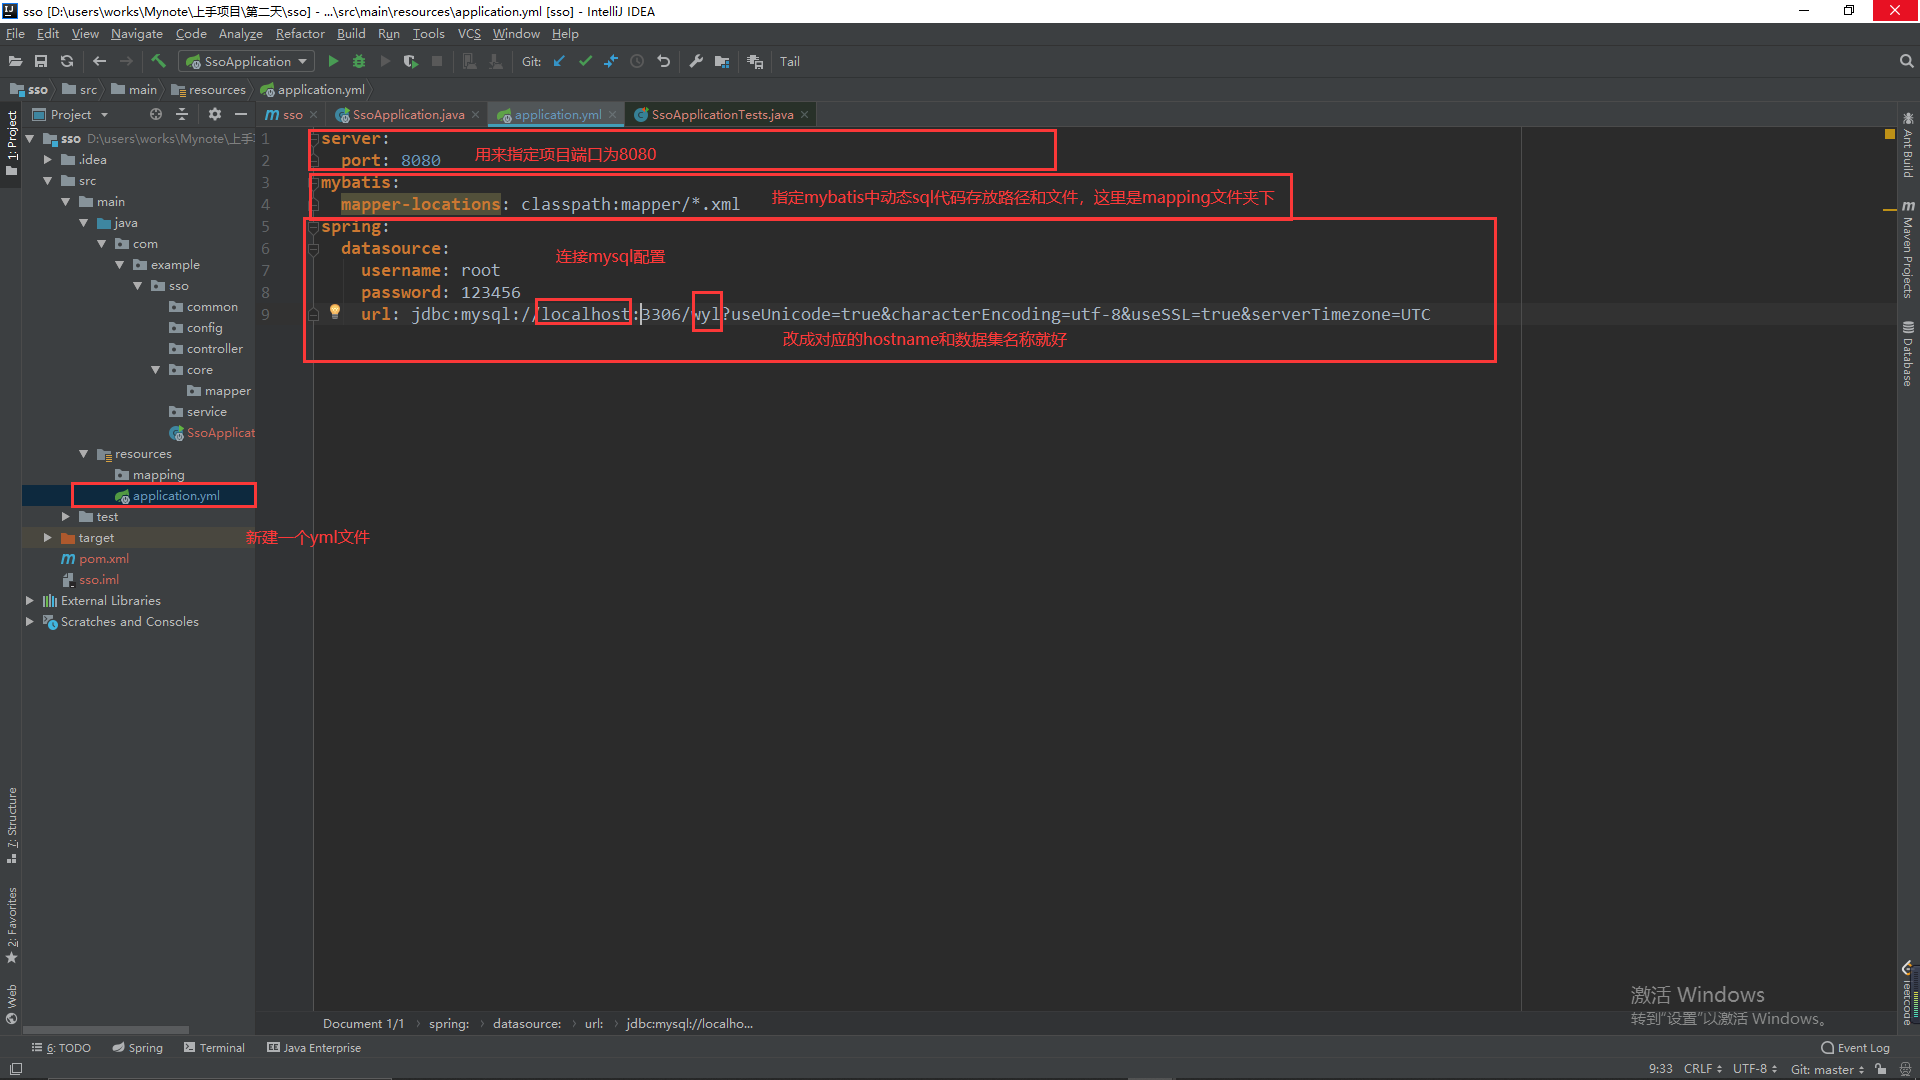 sso [D:\users\works\Mynote\上手项目\第二天\sso] - ...\src\main\resources\application.yml [sso] - IntelliJ IDEA
File Edit View Navigate Code Analyze Refactor Build Run Tools VCS Window Help
SsoApplication Git: Tail
sso src main resources application.yml
Project
sso SsoApplication.java application.yml SsoApplicationTests.java
1: Project
sso D:\users\works\Mynote\上手
.idea
src
main
java
com
example
sso
common
config
controller
core
mapper
service
SsoApplicat
resources
mapping
application.yml
test
target
pom.xml
sso.iml
External Libraries
Scratches and Consoles
新建一个yml文件
1 server:
2 port: 8080
用来指定项目端口为8080
3 mybatis:
4 mapper-locations: classpath:mapper/*.xml
指定mybatis中动态sql代码存放路径和文件，这里是mapping文件夹下
5 spring:
6 datasource:
连接mysql配置
7 username: root
8 password: 123456
9 url: jdbc:mysql://localhost:3306/wyl?useUnicode=true&characterEncoding=utf-8&useSSL=true&serverTimezone=UTC
改成对应的hostname和数据集名称就好
Ant Build
Maven Projects
Database
leetcode
7: Structure
2: Favorites
Web
激活 Windows
转到"设置"以激活 Windows。
Document 1/1 spring: datasource: url: jdbc:mysql://localho...
6: TODO Spring Terminal Java Enterprise Event Log
9:33 CRLF UTF-8 Git: master